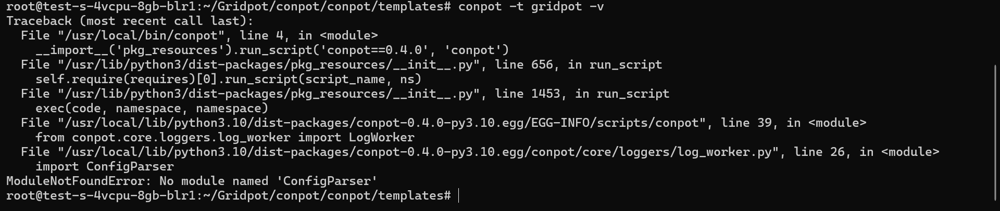 root@test-s-4vcpu-8gb-blr1:~/Gridpot/conpot/conpot/templates# conpot -t gridpot -v
Traceback (most recent call last):
  File "/usr/local/bin/conpot", line 4, in <module>
    __import__('pkg_resources').run_script('conpot==0.4.0', 'conpot')
  File "/usr/lib/python3/dist-packages/pkg_resources/__init__.py", line 656, in run_script
    self.require(requires)[0].run_script(script_name, ns)
  File "/usr/lib/python3/dist-packages/pkg_resources/__init__.py", line 1453, in run_script
    exec(code, namespace, namespace)
  File "/usr/local/lib/python3.10/dist-packages/conpot-0.4.0-py3.10.egg/EGG-INFO/scripts/conpot", line 39, in <module>
    from conpot.core.loggers.log_worker import LogWorker
  File "/usr/local/lib/python3.10/dist-packages/conpot-0.4.0-py3.10.egg/conpot/core/loggers/log_worker.py", line 26, in <module>
    import ConfigParser
ModuleNotFoundError: No module named 'ConfigParser'
root@test-s-4vcpu-8gb-blr1:~/Gridpot/conpot/conpot/templates#